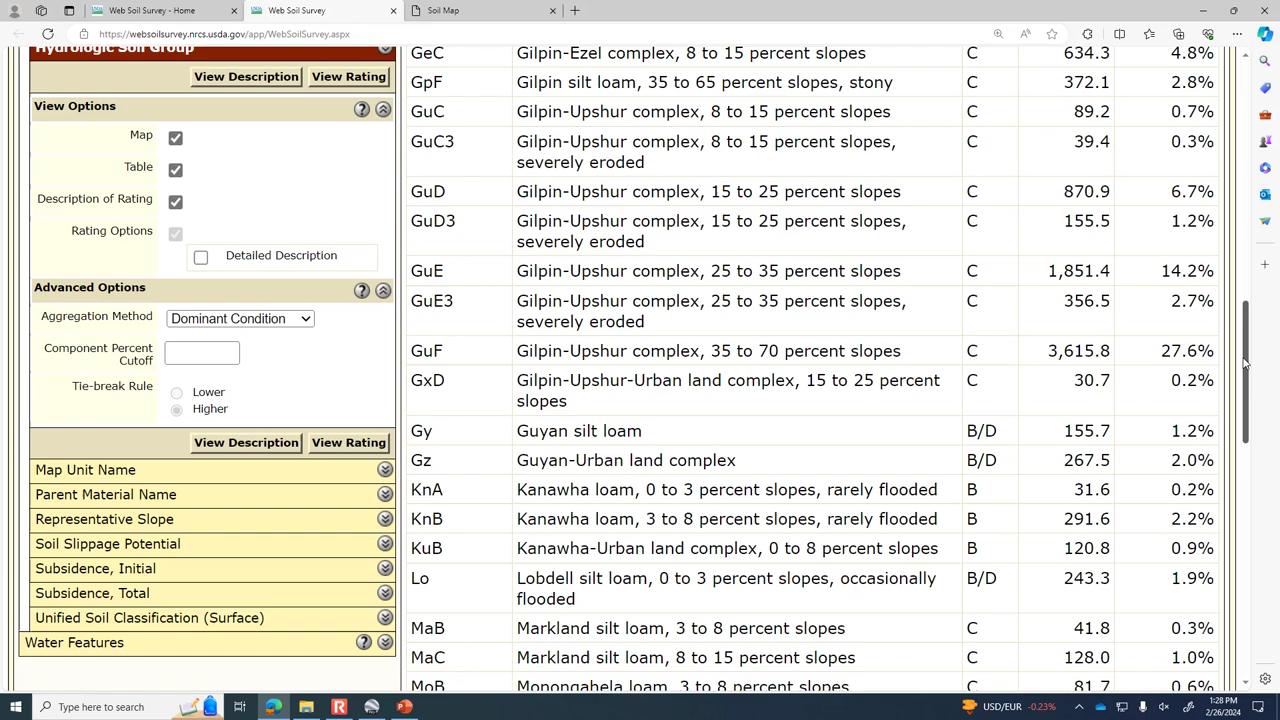 Web Soil Survey - Home
Web Soil Survey
Soil Map
https://websoilsurvey.nrcs.usda.gov/app/WebSoilSurvey.aspx
Hydrologic Soil Group
View Description
View Rating
View Options
Map
Table
Description of Rating
Rating Options
Detailed Description
Advanced Options
Aggregation Method
Dominant Condition
Component Percent
Cutoff
Tie-break Rule
Lower
Higher
View Description
View Rating
Map Unit Name
Parent Material Name
Representative Slope
Soil Slippage Potential
Subsidence, Initial
Subsidence, Total
Unified Soil Classification (Surface)
Water Features
GeC Gilpin-Ezel complex, 8 to 15 percent slopes C 634.3 4.8%
GpF Gilpin silt loam, 35 to 65 percent slopes, stony C 372.1 2.8%
GuC Gilpin-Upshur complex, 8 to 15 percent slopes C 89.2 0.7%
GuC3 Gilpin-Upshur complex, 8 to 15 percent slopes, C 39.4 0.3%
severely eroded
GuD Gilpin-Upshur complex, 15 to 25 percent slopes C 870.9 6.7%
GuD3 Gilpin-Upshur complex, 15 to 25 percent slopes, C 155.5 1.2%
severely eroded
GuE Gilpin-Upshur complex, 25 to 35 percent slopes C 1,851.4 14.2%
GuE3 Gilpin-Upshur complex, 25 to 35 percent slopes, C 356.5 2.7%
severely eroded
GuF Gilpin-Upshur complex, 35 to 70 percent slopes C 3,615.8 27.6%
GxD Gilpin-Upshur-Urban land complex, 15 to 25 percent C 30.7 0.2%
slopes
Gy Guyan silt loam B/D 155.7 1.2%
Gz Guyan-Urban land complex B/D 267.5 2.0%
KnA Kanawha loam, 0 to 3 percent slopes, rarely flooded B 31.6 0.2%
KnB Kanawha loam, 3 to 8 percent slopes, rarely flooded B 291.6 2.2%
KuB Kanawha-Urban land complex, 0 to 8 percent slopes B 120.8 0.9%
Lo Lobdell silt loam, 0 to 3 percent slopes, occasionally B/D 243.3 1.9%
flooded
MaB Markland silt loam, 3 to 8 percent slopes C 41.8 0.3%
MaC Markland silt loam, 8 to 15 percent slopes C 128.0 1.0%
MoB Monongahela loam, 3 to 8 percent slopes C 81.7 0.6%
Type here to search
USD/EUR -0.23%
1:28 PM
2/26/2024